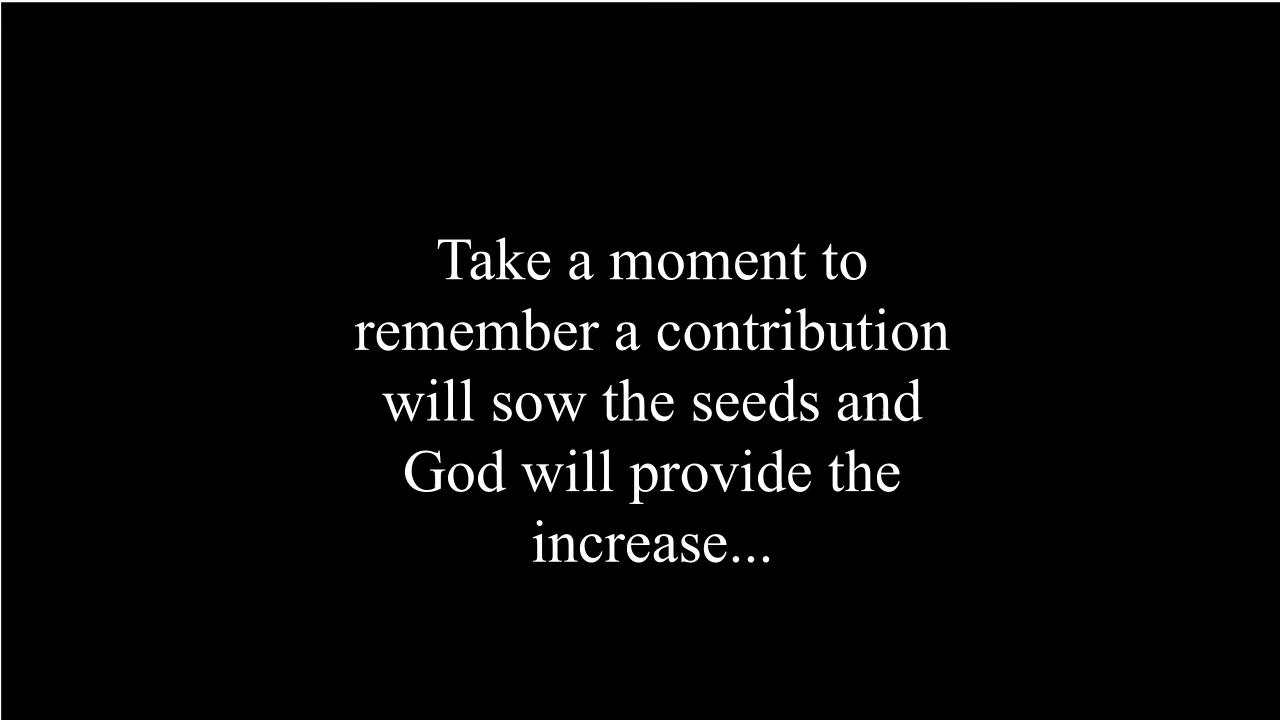 Take a moment to
remember a contribution
will sow the seeds and
God will provide the
increase...